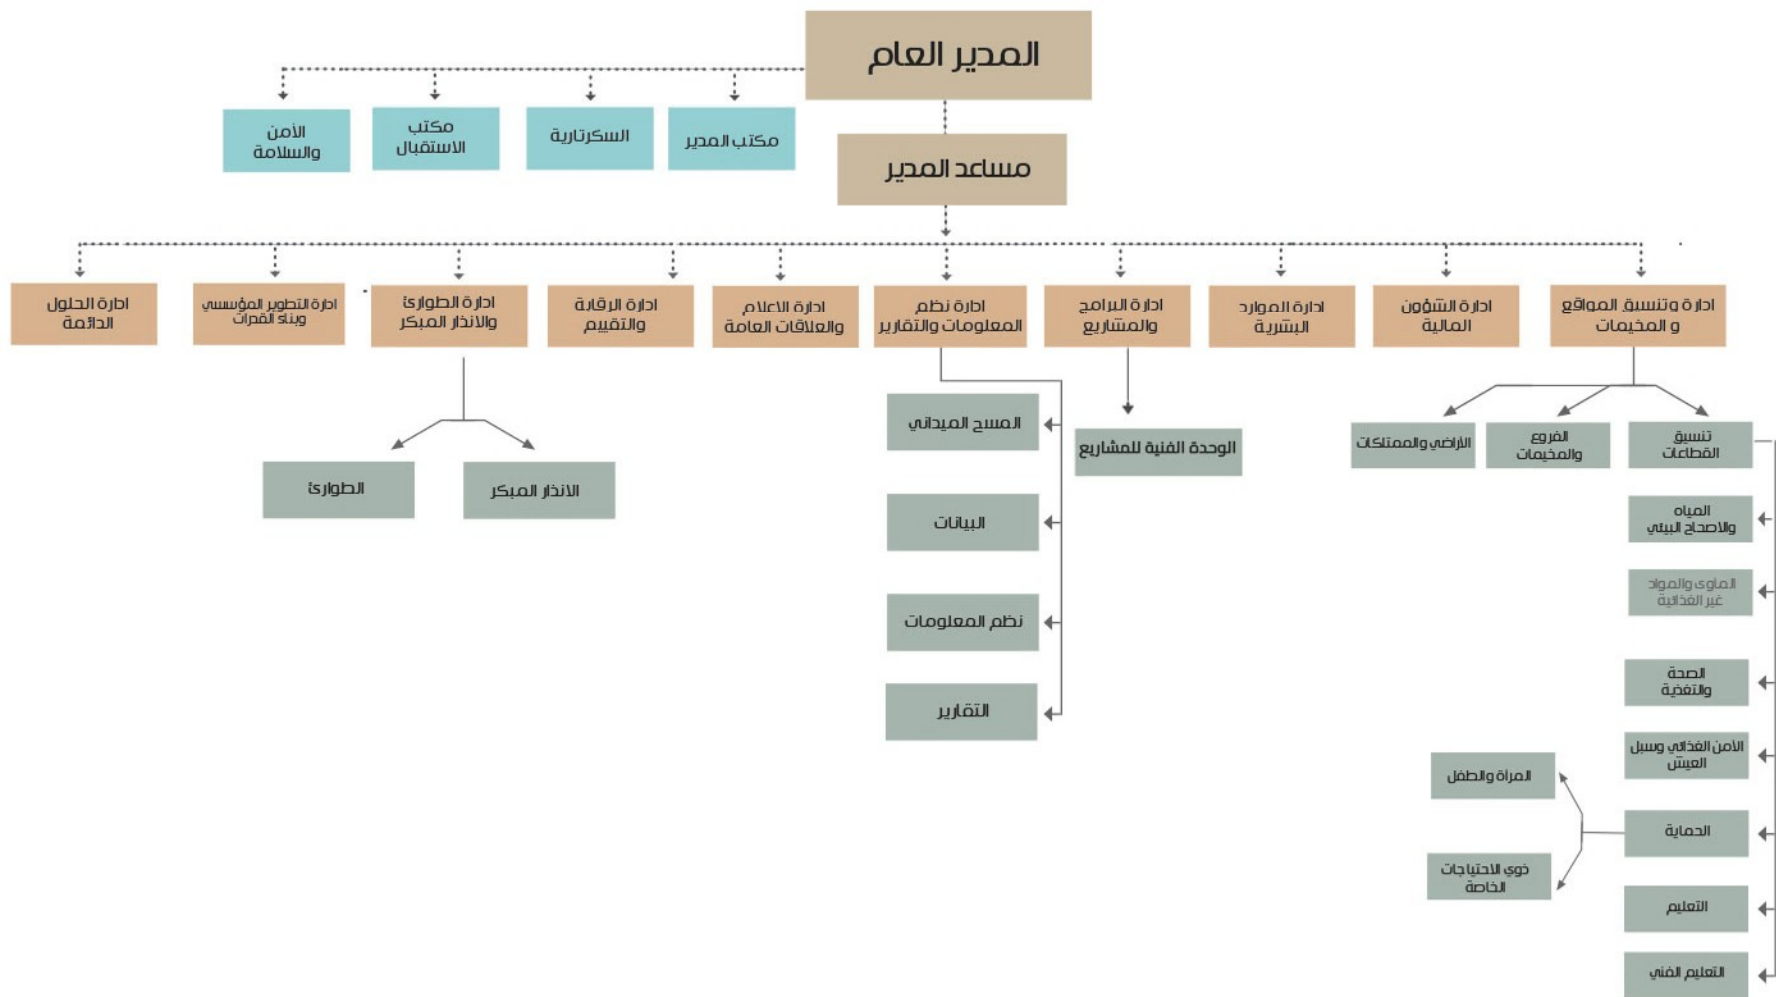 المدير العام
مكتب المدير
السكرتارية
مكتب
الاستقبال
الأمن
والسلامة
مساعد المدير
ادارة وتنسيق المواقع
و المخيمات
ادارة الشؤون
المالية
ادارة الموارد
البشرية
ادارة البرامج
والمشاريع
ادارة نظم
المعلومات والتقارير
ادارة الاعلام
والعلاقات العامة
ادارة الرقابة
والتقييم
ادارة الطوارئ
والانذار المبكر
ادارة التطوير المؤسسي
وبناء القدرات
ادارة الحلول
الدائمة
تنسيق
القطاعات
الفروع
والمخيمات
الأراضي والممتلكات
الوحدة الفنية للمشاريع
المسح الميداني
البيانات
نظم المعلومات
التقارير
الانذار المبكر
الطوارئ
المياه
والاصحاح البيئي
المأوى والمواد
غير الغذائية
الصحة
والتغذية
الأمن الغذائي وسبل
العيش
الحماية
المرأة والطفل
ذوي الاحتياجات
الخاصة
التعليم
التعليم الفني